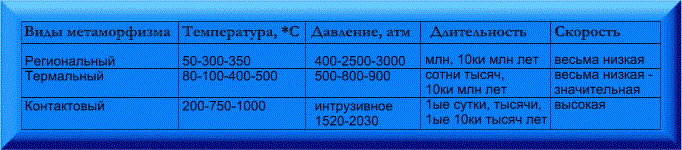 Виды метаморфизма Температура, *С Давление, атм Длительность Скорость
Региональный 50-300-350 400-2500-3000 млн, 10ки млн лет весьма низкая
Термальный 80-100-400-500 500-800-900 сотни тысяч, весьма низкая -
10ки млн лет значительная
Контактовый 200-750-1000 интрузивное 1ые сутки, тысячи, высокая
1520-2030 1ые 10ки тысяч лет